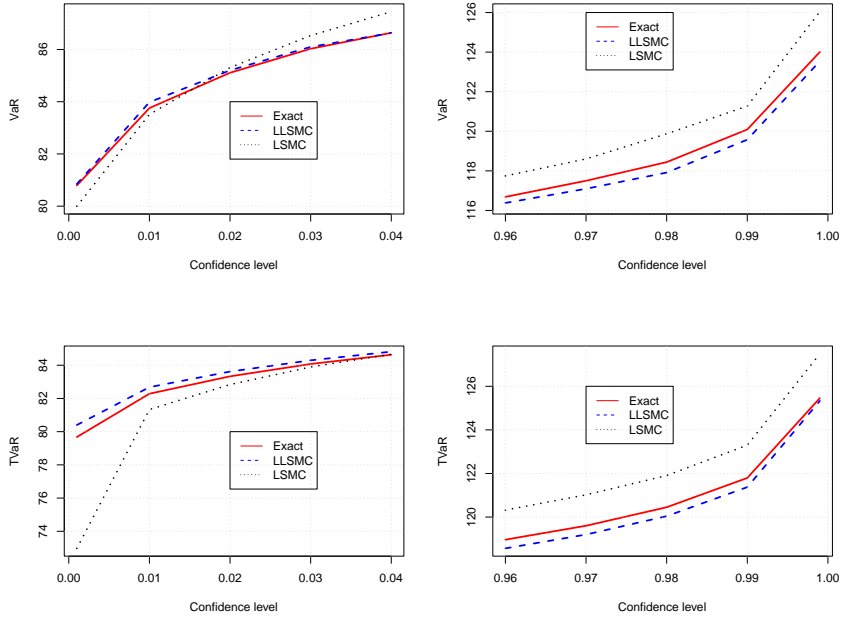 VaR
86
84
82
80
Exact
LLSMC
LSMC
0.00 0.01 0.02 0.03 0.04
Confidence level
VaR
126
124
122
120
118
116
Exact
LLSMC
LSMC
0.96 0.97 0.98 0.99 1.00
Confidence level
TVaR
84
82
80
78
76
74
Exact
LLSMC
LSMC
0.00 0.01 0.02 0.03 0.04
Confidence level
TVaR
126
124
122
120
Exact
LLSMC
LSMC
0.96 0.97 0.98 0.99 1.00
Confidence level